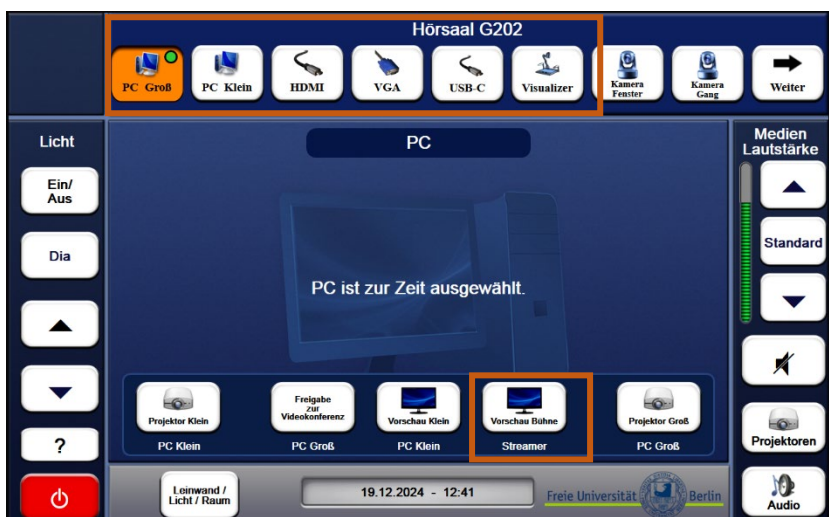 Hörsaal G202
PC Groß
PC Klein
HDMI
VGA
USB-C
Visualizer
Kamera
Fenster
Kamera
Gang
Weiter
Licht
Ein/
Aus
Dia
?
PC
PC ist zur Zeit ausgewählt.
Projektor Klein
PC Klein
Freigabe
zur
Videokonferenz
PC Groß
Vorschau Klein
PC Klein
Vorschau Bühne
Streamer
Projektor Groß
PC Groß
Medien
Lautstärke
Standard
Projektoren
Audio
Leinwand /
Licht / Raum
19.12.2024 - 12:41
Freie Universität Berlin